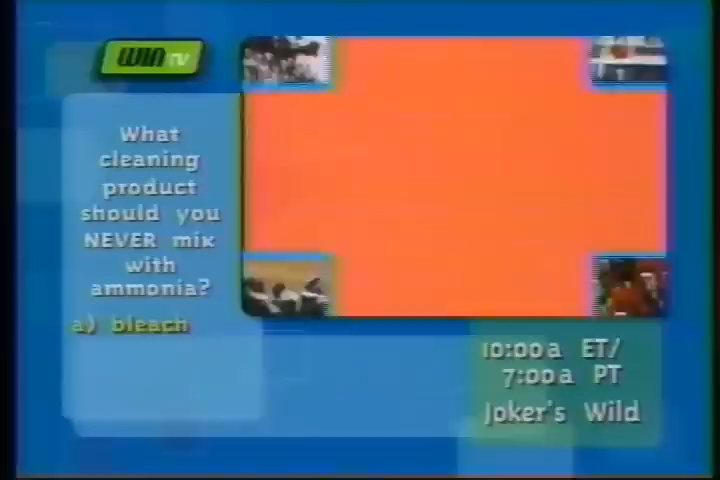 WIN TV
What
cleaning
product
should you
NEVER mix
with
ammonia?
a) bleach
10:00a ET/
7:00a PT
Joker's Wild